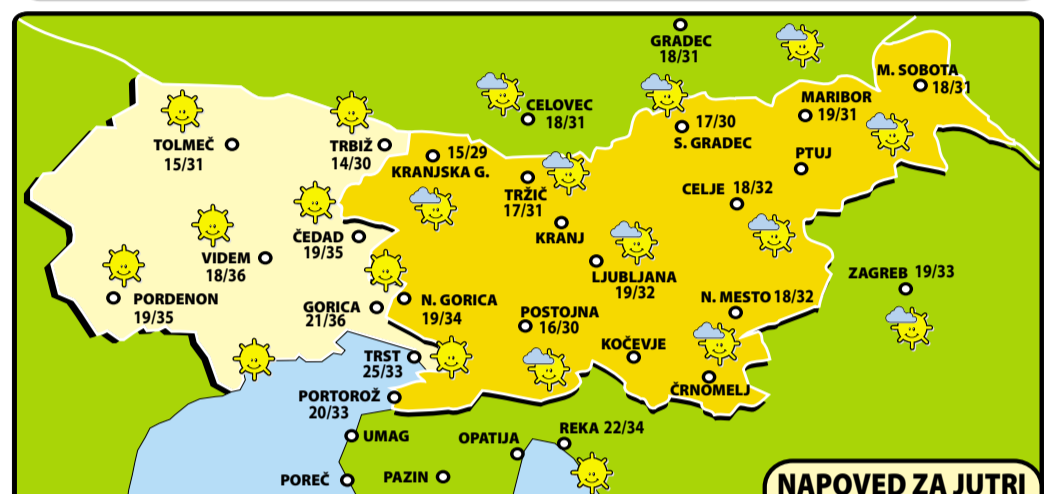 GRADEC
18/31
M. SOBOTA
18/31
CELOVEC
18/31
MARIBOR
19/31
17/30
S. GRADEC
TOLMEČ
15/31
TRBIŽ
14/30
15/29
KRANJSKA G.
PTUJ
TRŽIČ
17/31
CELJE 18/32
KRANJ
ČEDAD
19/35
VIDEM
18/36
LJUBLJANA
19/32
ZAGREB 19/33
PORDENON
19/35
GORICA
21/36
N. GORICA
19/34
N. MESTO 18/32
POSTOJNA
16/30
KOČEVJE
TRST
25/33
ČRNOMELJ
PORTOROŽ
20/33
UMAG
OPATIJA
REKA 22/34
POREČ
PAZIN
NAPOVED ZA JUTRI